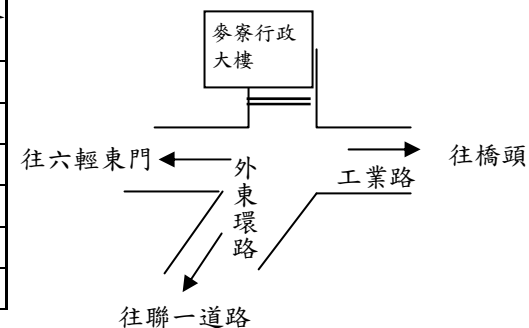 麥寮行政
大樓
往六輕東門
外東環路
工業路
往橋頭
往聯一道路